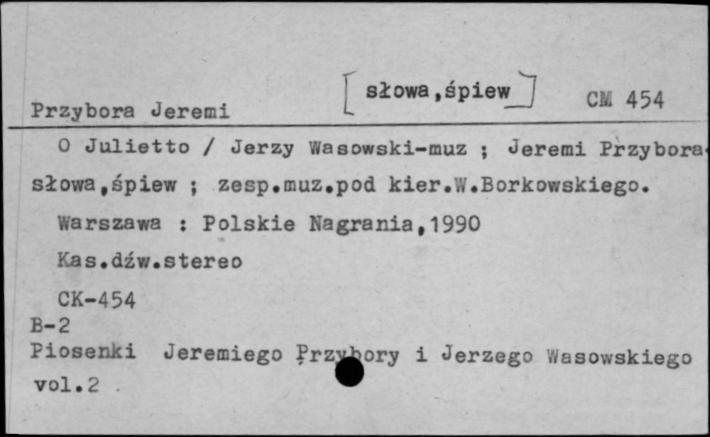 Przybora Jeremi [słowa,śpiew] CM 454
O Julietto / Jerzy Wasowski-muz ; Jeremi Przybora-
słowa,śpiew ; zesp.muz.pod kier.W.Borkowskiego.
Warszawa : Polskie Nagrania,1990
Kas.dźw.stereo
CK-454
B-2
Piosenki Jeremiego Przybory i Jerzego Wasowskiego
vol.2